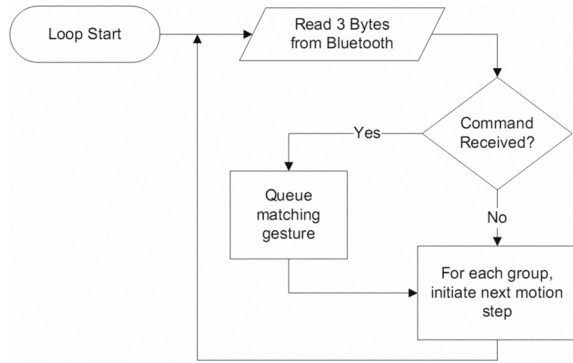 Loop Start
Read 3 Bytes
from Bluetooth
Command
Received?
Yes
Queue
matching
gesture
No
For each group,
initiate next motion
step